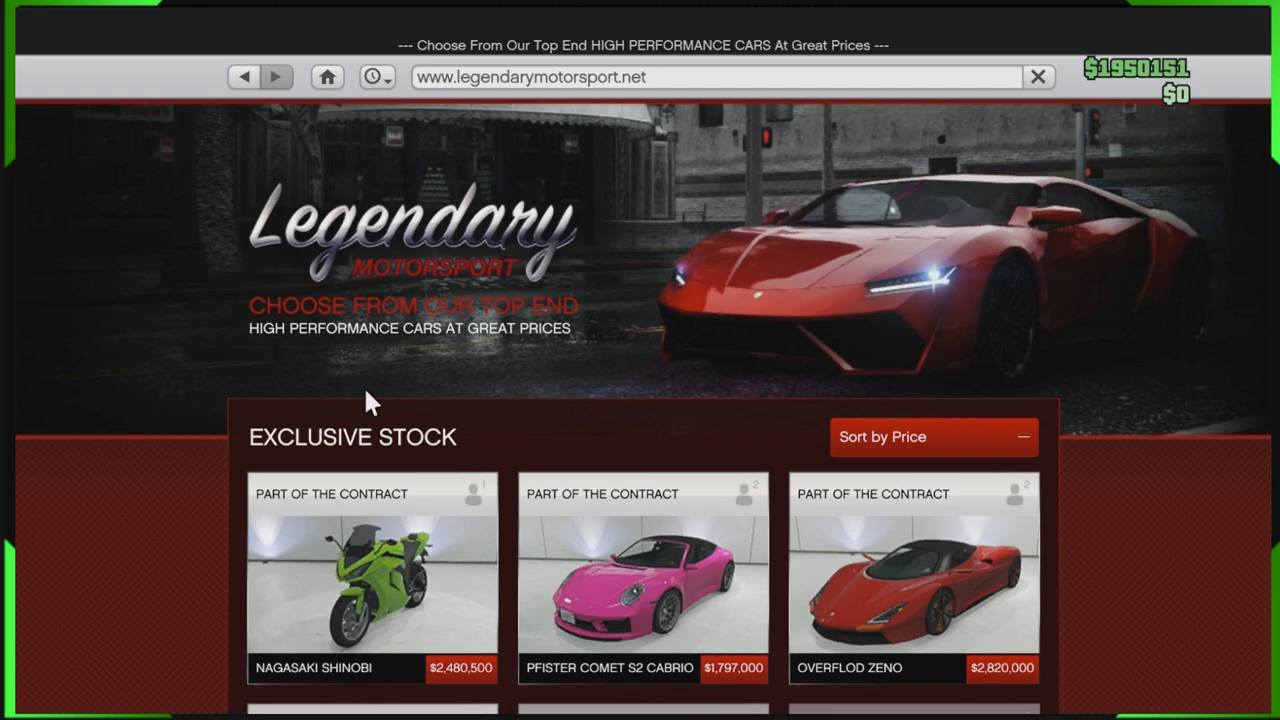 --- Choose From Our Top End HIGH PERFORMANCE CARS At Great Prices ---
www.legendarymotorsport.net
$1950151
$0
Legendary
MOTORSPORT
CHOOSE FROM OUR TOP END
HIGH PERFORMANCE CARS AT GREAT PRICES
EXCLUSIVE STOCK
Sort by Price
PART OF THE CONTRACT 1
PART OF THE CONTRACT 2
PART OF THE CONTRACT 2
NAGASAKI SHINOBI $2,480,500
PFISTER COMET S2 CABRIO $1,797,000
OVERFLOD ZENO $2,820,000